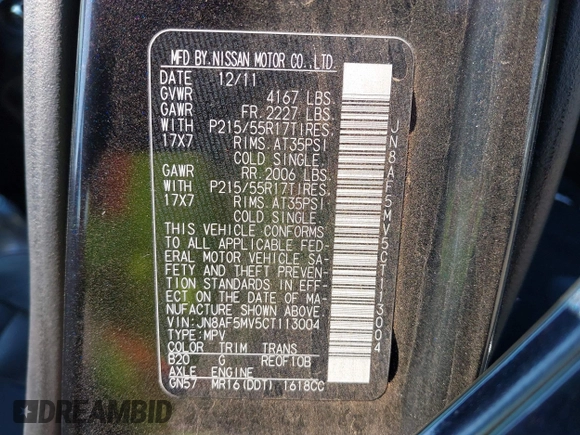 MFD BY. NISSAN MOTOR CO., LTD.
DATE 12/11
GVWR 4167 LBS.
GAWR FR. 2227 LBS.
WITH P215/55R17TIRES.
17X7 RIMS. AT35PSI
COLD SINGLE.
GAWR RR. 2006 LBS.
WITH P215/55R17TIRES.
17X7 RIMS. AT35PSI
COLD SINGLE.
THIS VEHICLE CONFORMS
TO ALL APPLICABLE FED-
ERAL MOTOR VEHICLE SA-
FETY AND THEFT PREVEN-
TION STANDARDS IN EFF-
ECT ON THE DATE OF MA-
NUFACTURE SHOWN ABOVE.
VIN: JN8AF5MV5CT113004
TYPE: MPV
COLOR TRIM TRANS
B20 G RE0F10B
AXLE ENGINE
GN57 MR16(DDT) 1618CC
JN8AF5MV5CT113004
DREAMBID